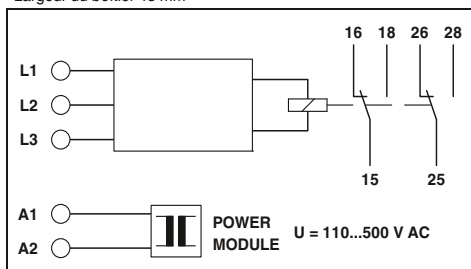 Largeur du boîtier 45 mm
16 18 26 28
L1
L2
L3
15 25
A1
A2
POWER
MODULE
U = 110...500 V AC